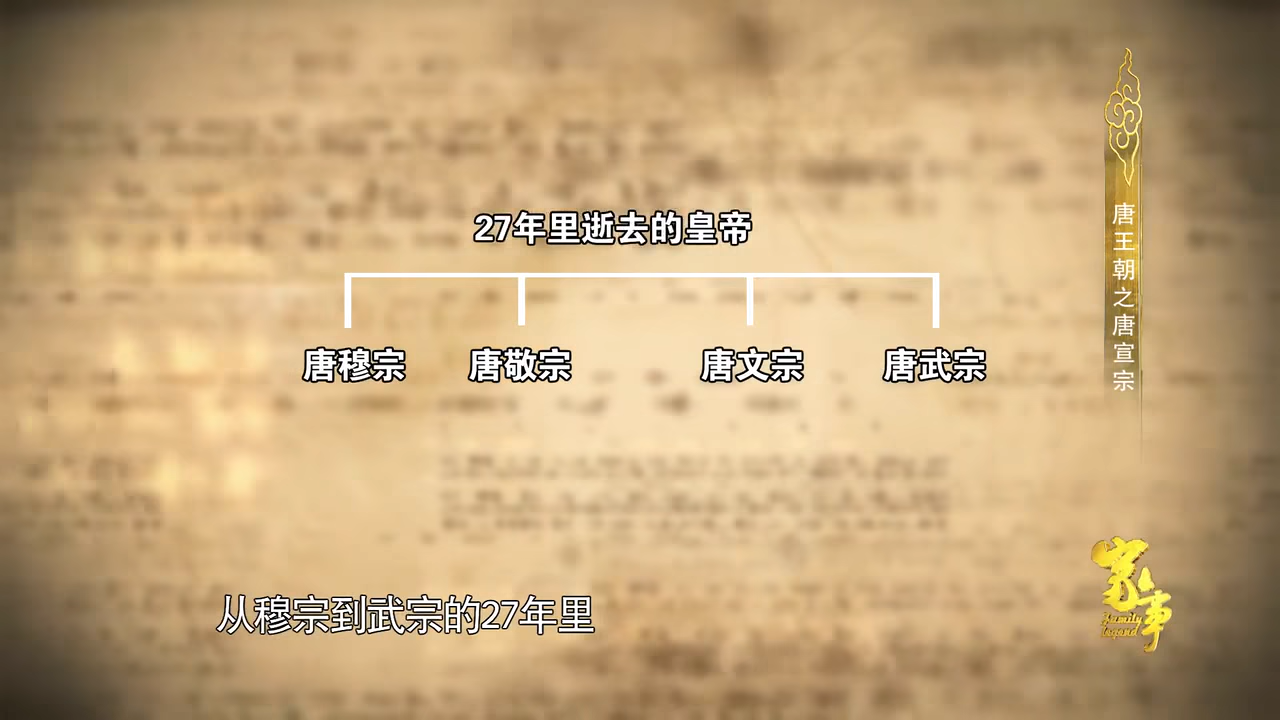 27年里逝去的皇帝
唐穆宗 唐敬宗 唐文宗 唐武宗
唐王朝之唐宣宗
从穆宗到武宗的27年里
家事
Family
Legend